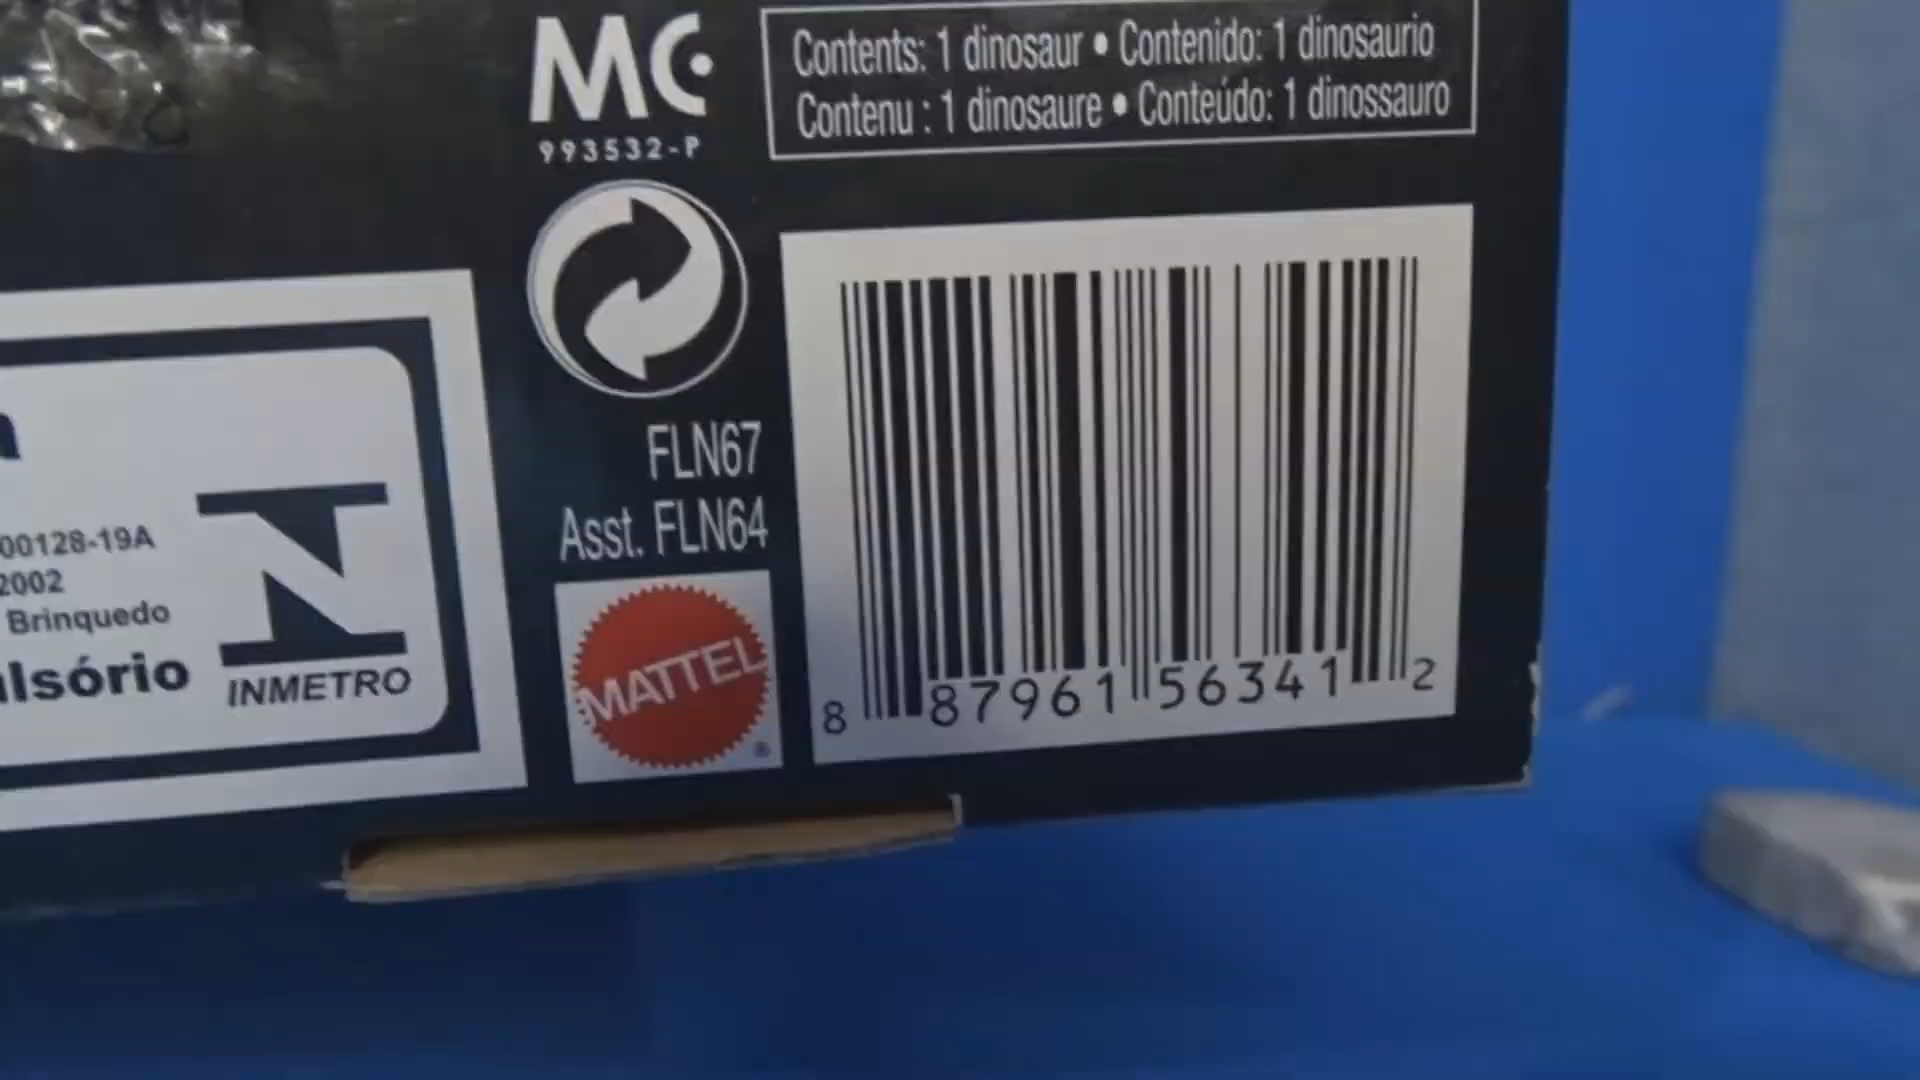 MC
993532-P
Contents: 1 dinosaur • Contenido: 1 dinosaurio
Contenu : 1 dinosaure • Conteúdo: 1 dinossauro
FLN67
Asst. FLN64
MATTEL
®
8 87961 56341 2
00128-19A
2002
Brinquedo
ulsório
INMETRO